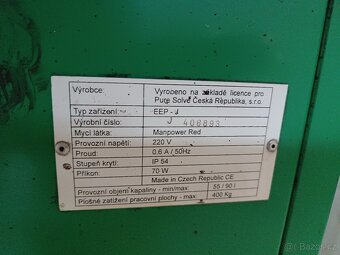 Výrobce: Vyrobeno na základě licence pro
Pure Solve Česká Republika, s.r.o.
Typ zařízení: EEP - J
Výrobní číslo: J 408893
Mycí látka: Manpower Red
Provozní napětí: 220 V
Proud: 0.6 A / 50Hz
Stupeň krytí: IP 54
Příkon: 70 W
Made in Czech Republic CE
Provozní objem kapaliny - min/max: 55 / 90 l
Plošné zatížení pracovní plochy - max: 400 Kg